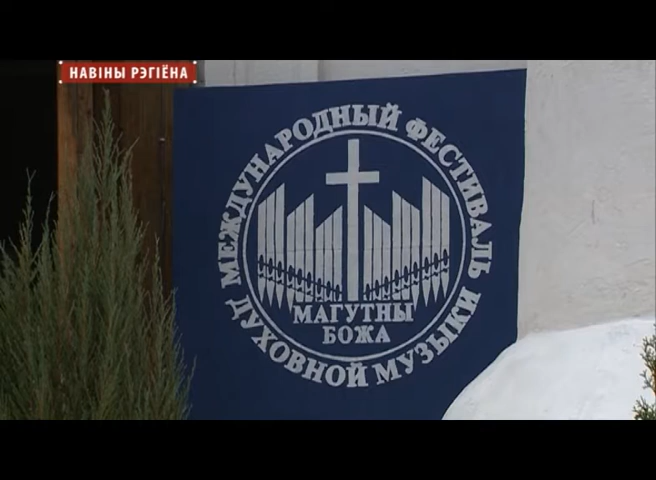 НАВІНЫ РЭГІЁНА
МЕЖДУНАРОДНЫЙ ФЕСТИВАЛЬ
ДУХОВНОЙ МУЗЫКИ
МАГУТНЫ
БОЖА